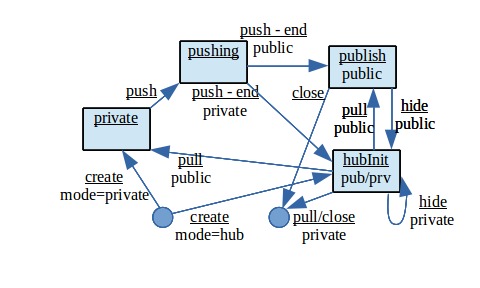 push - end
public
pushing
publish
public
push
push - end
private
close
pull
public
hide
public
private
hubInit
pub/prv
pull
public
create
mode=private
create
mode=hub
pull/close
private
hide
private